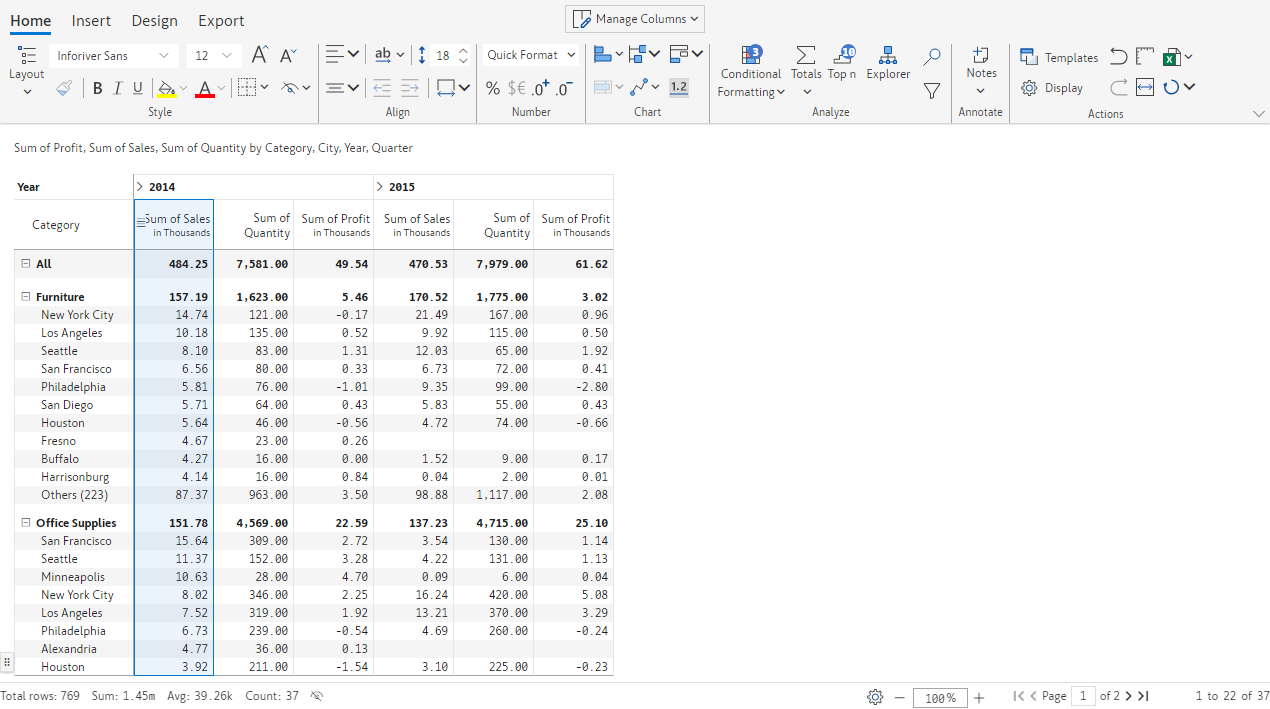 Home Insert Design Export Manage Columns
Inforiver Sans 12 A A ab 18 Quick Format 3 10
Layout Conditional Formatting Totals Top n Explorer Notes Templates
B I U A % $€ .0+ .0- 1.2 Display
Style Align Number Chart Analyze Annotate Actions
Sum of Profit, Sum of Sales, Sum of Quantity by Category, City, Year, Quarter
Year > 2014 > 2015
Category Sum of Sales in Thousands Sum of Quantity Sum of Profit in Thousands Sum of Sales in Thousands Sum of Quantity Sum of Profit in Thousands
All 484.25 7,581.00 49.54 470.53 7,979.00 61.62
Furniture 157.19 1,623.00 5.46 170.52 1,775.00 3.02
New York City 14.74 121.00 -0.17 21.49 167.00 0.96
Los Angeles 10.18 135.00 0.52 9.92 115.00 0.50
Seattle 8.10 83.00 1.31 12.03 65.00 1.92
San Francisco 6.56 80.00 0.33 6.73 72.00 0.41
Philadelphia 5.81 76.00 -1.01 9.35 99.00 -2.80
San Diego 5.71 64.00 0.43 5.83 55.00 0.43
Houston 5.64 46.00 -0.56 4.72 74.00 -0.66
Fresno 4.67 23.00 0.26
Buffalo 4.27 16.00 0.00 1.52 9.00 0.17
Harrisonburg 4.14 16.00 0.84 0.04 2.00 0.01
Others (223) 87.37 963.00 3.50 98.88 1,117.00 2.08
Office Supplies 151.78 4,569.00 22.59 137.23 4,715.00 25.10
San Francisco 15.64 309.00 2.72 3.54 130.00 1.14
Seattle 11.37 152.00 3.28 4.22 131.00 1.13
Minneapolis 10.63 28.00 4.70 0.09 6.00 0.04
New York City 8.02 346.00 2.25 16.24 420.00 5.08
Los Angeles 7.52 319.00 1.92 13.21 370.00 3.29
Philadelphia 6.73 239.00 -0.54 4.69 260.00 -0.24
Alexandria 4.77 36.00 0.13
Houston 3.92 211.00 -1.54 3.10 225.00 -0.23
Total rows: 769 Sum: 1.45m Avg: 39.26k Count: 37 100% Page 1 of 2 1 to 22 of 37